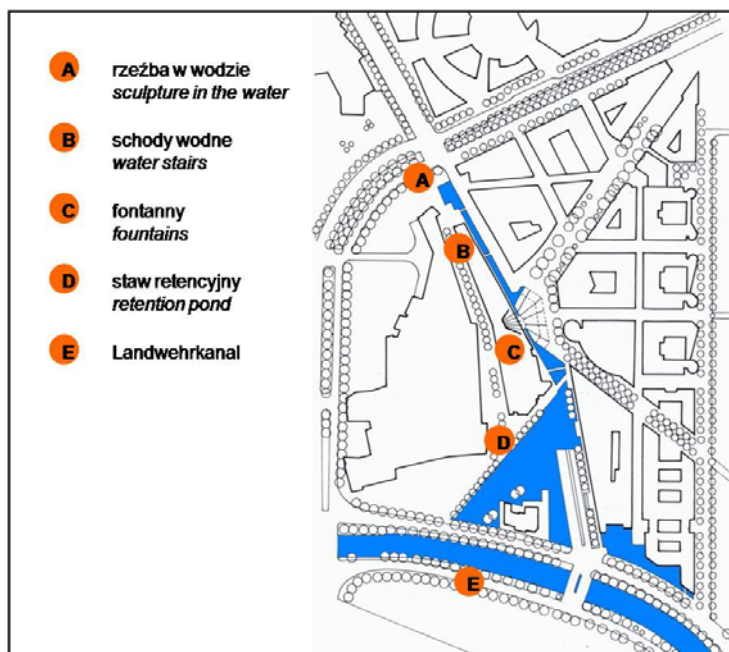 A rzeźba w wodzie
sculpture in the water
B schody wodne
water stairs
C fontanny
fountains
D staw retencyjny
retention pond
E Landwehrkanal
A
B
C
D
E